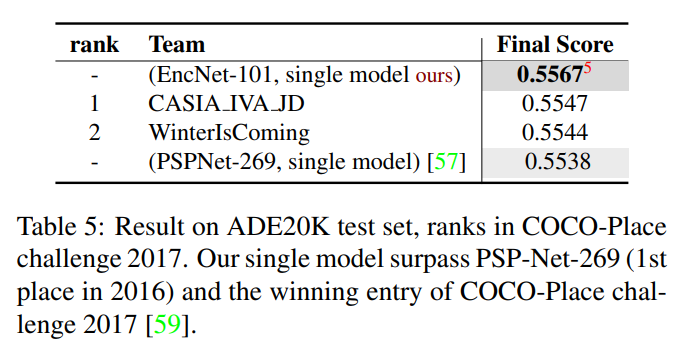 rank Team Final Score
- (EncNet-101, single model ours) 0.55675
1 CASIA_IVA_JD 0.5547
2 WinterIsComing 0.5544
- (PSPNet-269, single model) [57] 0.5538
Table 5: Result on ADE20K test set, ranks in COCO-Place
challenge 2017. Our single model surpass PSP-Net-269 (1st
place in 2016) and the winning entry of COCO-Place chal-
lenge 2017 [59].